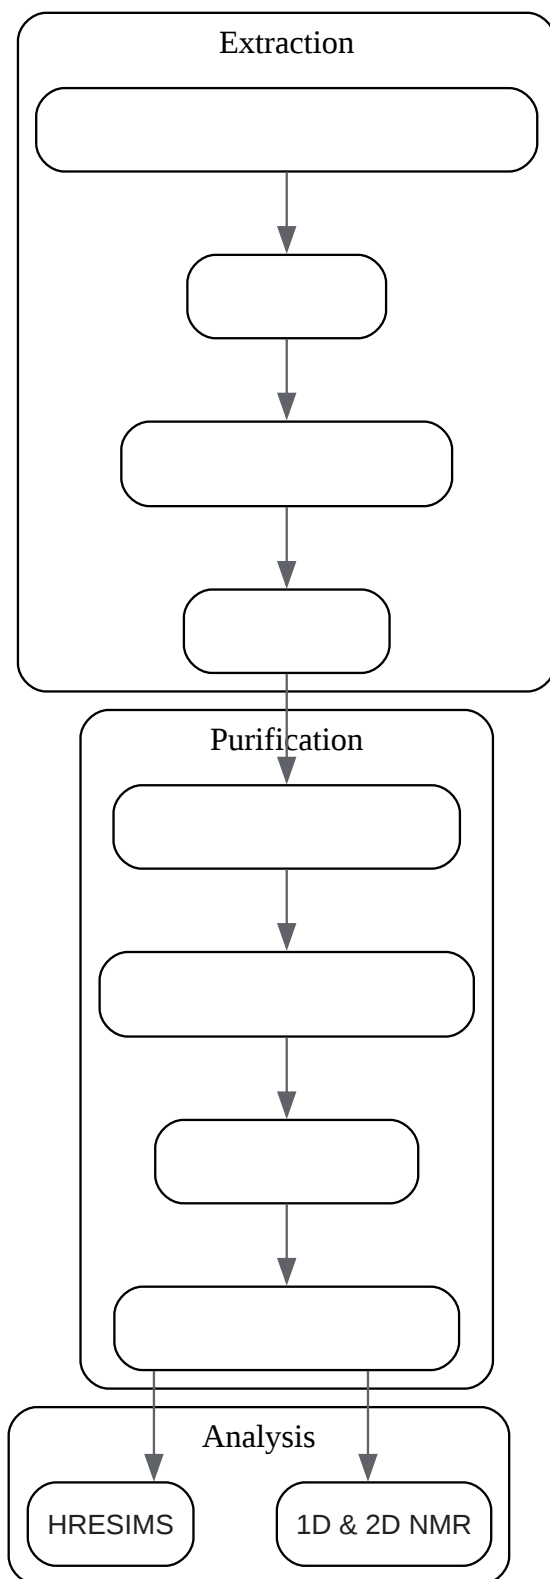 Extraction
Purification
Analysis
HRESIMS
1D & 2D NMR